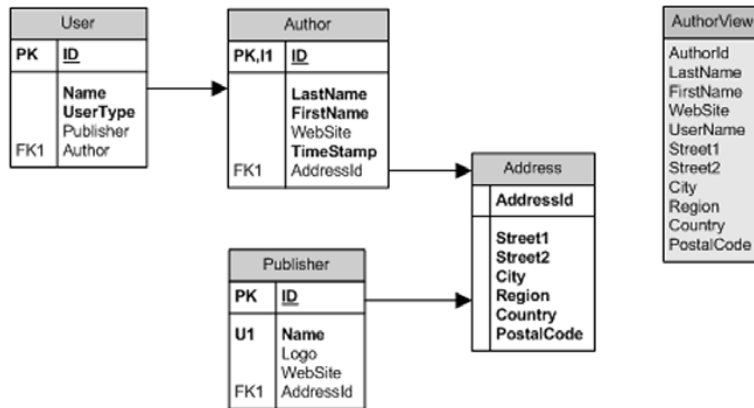 User
PK ID
Name
UserType
Publisher
FK1 Author
Author
PK,I1 ID
LastName
FirstName
WebSite
TimeStamp
FK1 AddressId
Address
AddressId
Street1
Street2
City
Region
Country
PostalCode
Publisher
PK ID
U1 Name
Logo
WebSite
FK1 AddressId
AuthorView
AuthorId
LastName
FirstName
WebSite
UserName
Street1
Street2
City
Region
Country
PostalCode